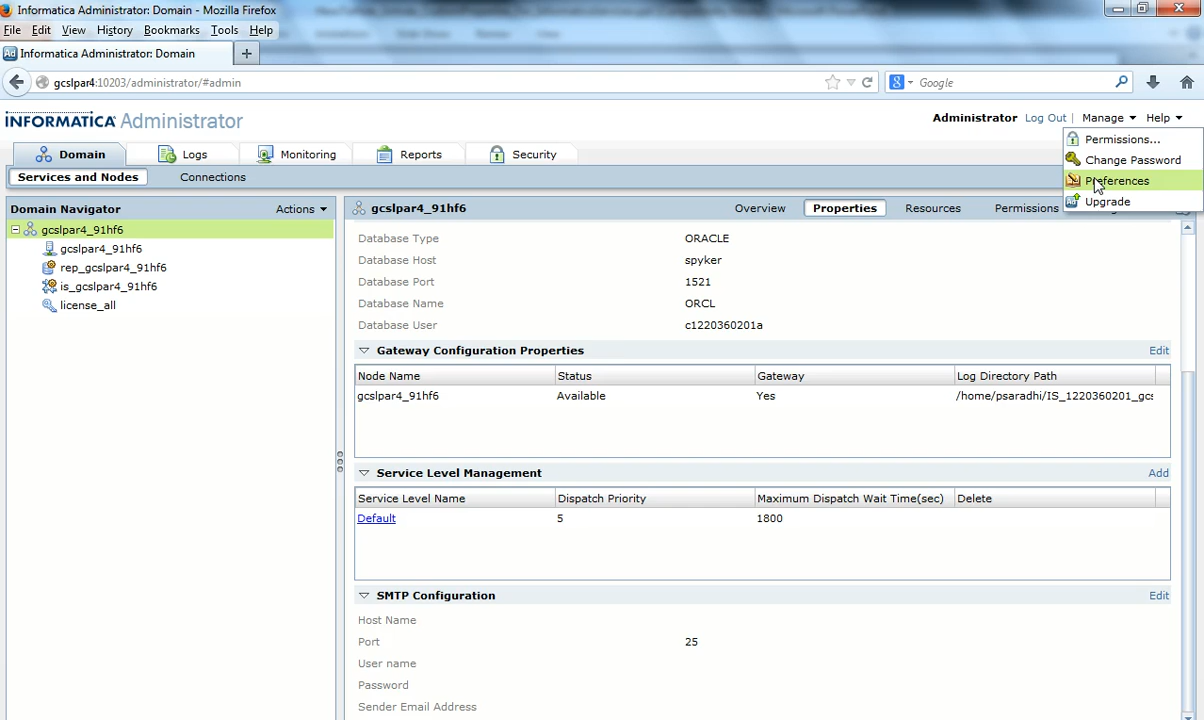 Informatica Administrator: Domain - Mozilla Firefox
File Edit View History Bookmarks Tools Help
Informatica Administrator: Domain
gcslpar4:10203/administrator/#admin
Google
INFORMATICA Administrator
Administrator Log Out | Manage Help
Permissions...
Change Password
Preferences
Upgrade
Domain Logs Monitoring Reports Security
Services and Nodes Connections
Domain Navigator Actions
gcslpar4_91hf6
gcslpar4_91hf6
rep_gcslpar4_91hf6
is_gcslpar4_91hf6
license_all
gcslpar4_91hf6 Overview Properties Resources Permissions
Database Type ORACLE
Database Host spyker
Database Port 1521
Database Name ORCL
Database User c1220360201a
Gateway Configuration Properties Edit
Node Name Status Gateway Log Directory Path
gcslpar4_91hf6 Available Yes /home/psaradhi/IS_1220360201_gcs
Service Level Management Add
Service Level Name Dispatch Priority Maximum Dispatch Wait Time(sec) Delete
Default 5 1800
SMTP Configuration Edit
Host Name
Port 25
User name
Password
Sender Email Address